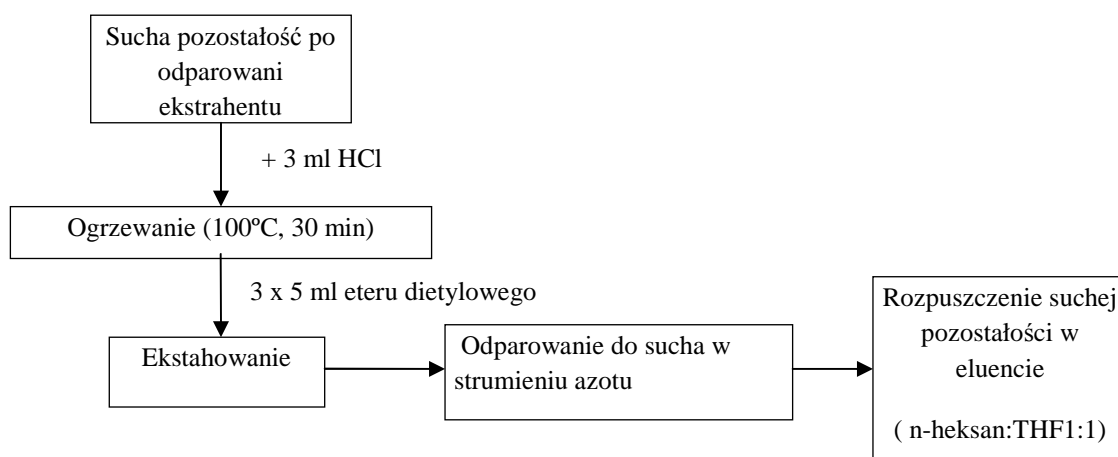 Sucha pozostałość po
odparowani
ekstrahentu
+ 3 ml HCl
Ogrzewanie (100ºC, 30 min)
3 x 5 ml eteru dietylowego
Ekstahowanie
Odparowanie do sucha w
strumieniu azotu
Rozpuszczenie suchej
pozostałości w
eluencie
( n-heksan:THF1:1)